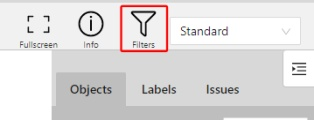 Fullscreen Info Filters Standard
Objects Labels Issues